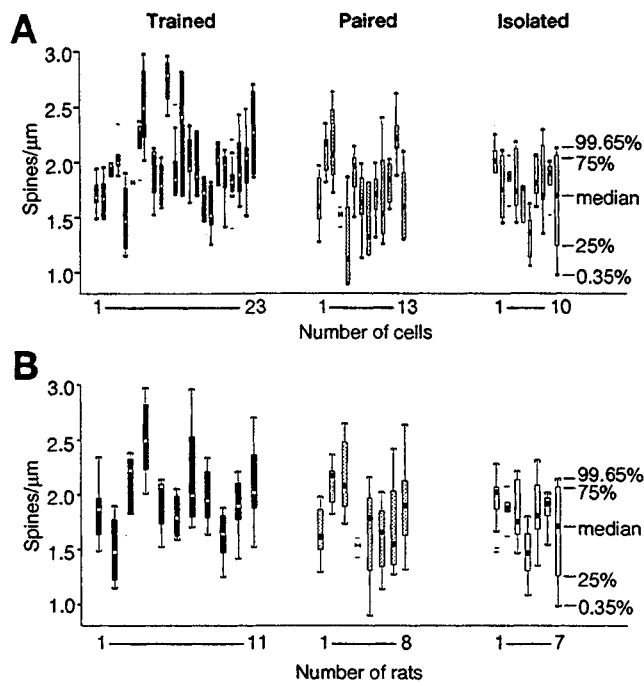 A
Trained Paired Isolated
3.0
2.5
2.0
1.5
1.0
Spines/μm
99.65%
75%
median
25%
0.35%
1 23 1 13 1 10
Number of cells
B
3.0
2.5
2.0
1.5
1.0
Spines/μm
99.65%
75%
median
25%
0.35%
1 11 1 8 1 7
Number of rats